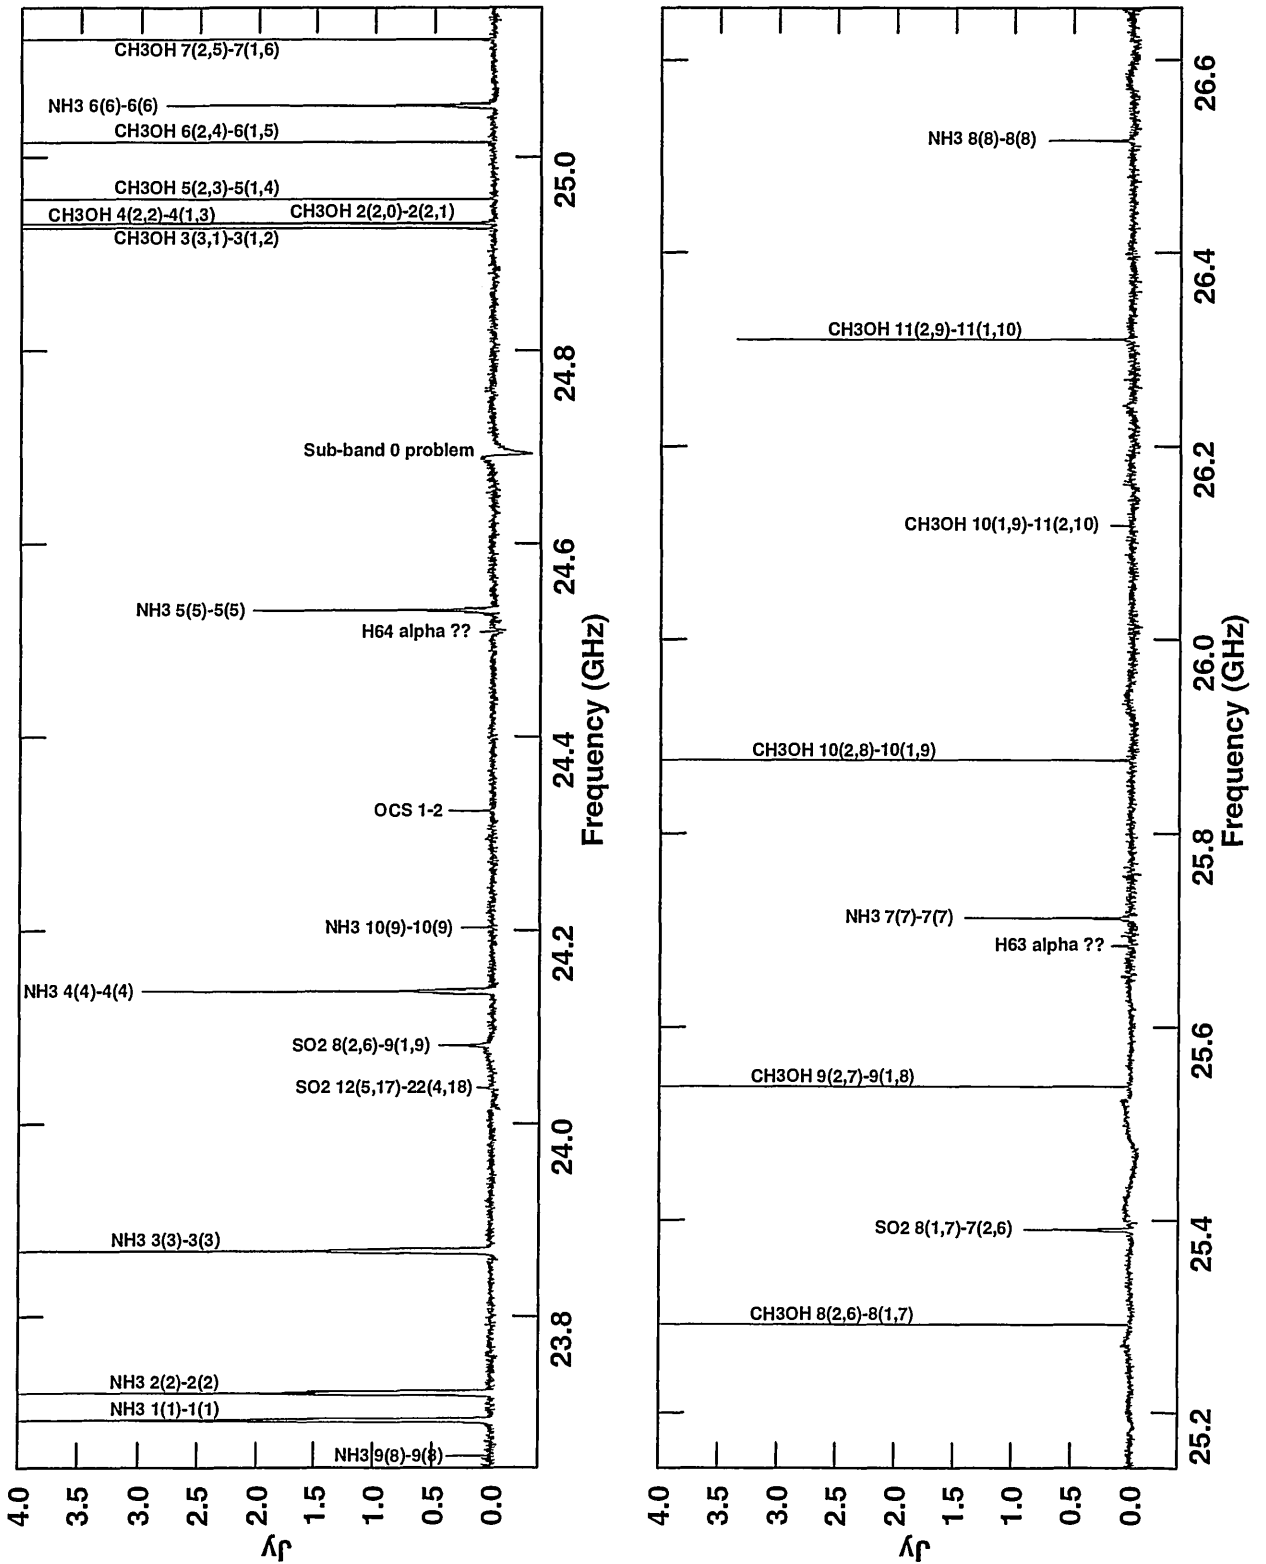 CH3OH 7(2,5)-7(1,6)
NH3 6(6)-6(6)
CH3OH 6(2,4)-6(1,5)
CH3OH 5(2,3)-5(1,4)
CH3OH 4(2,2)-4(1,3)
CH3OH 2(2,0)-2(2,1)
CH3OH 3(3,1)-3(1,2)
Sub-band 0 problem
NH3 5(5)-5(5)
H64 alpha ??
OCS 1-2
NH3 10(9)-10(9)
NH3 4(4)-4(4)
SO2 8(2,6)-9(1,9)
SO2 12(5,17)-22(4,18)
NH3 3(3)-3(3)
NH3 2(2)-2(2)
NH3 1(1)-1(1)
NH3 9(8)-9(8)
25.0
24.8
24.6
24.4
24.2
24.0
23.8
Frequency (GHz)
4.0
3.5
3.0
2.5
2.0
1.5
1.0
0.5
0.0
Jy
NH3 8(8)-8(8)
CH3OH 11(2,9)-11(1,10)
CH3OH 10(1,9)-11(2,10)
CH3OH 10(2,8)-10(1,9)
NH3 7(7)-7(7)
H63 alpha ??
CH3OH 9(2,7)-9(1,8)
SO2 8(1,7)-7(2,6)
CH3OH 8(2,6)-8(1,7)
26.6
26.4
26.2
26.0
25.8
25.6
25.4
25.2
Frequency (GHz)
4.0
3.5
3.0
2.5
2.0
1.5
1.0
0.5
0.0
Jy